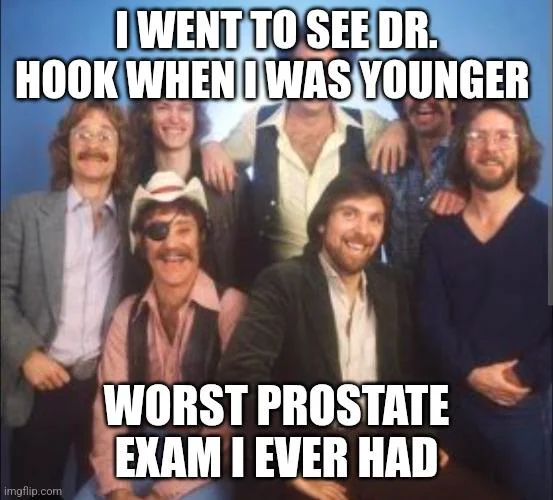 I WENT TO SEE DR.
HOOK WHEN I WAS YOUNGER
WORST PROSTATE
EXAM I EVER HAD
imgflip.com